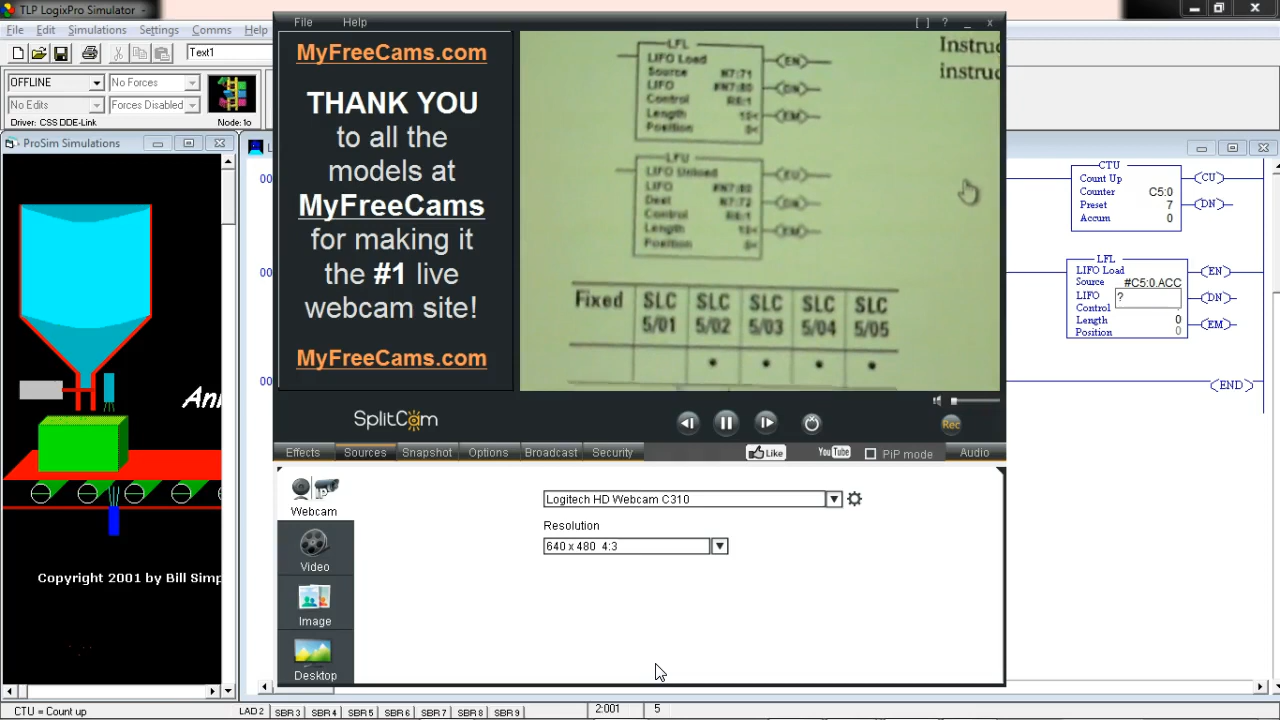 TLP LogixPro Simulator -
File Edit Simulations Settings Comms Help
Text1
OFFLINE No Forces
No Edits Forces Disabled
Driver: CSS DDE-Link Node: 1o
ProSim Simulations
Copyright 2001 by Bill Simp
CTU = Count up
File Help
MyFreeCams.com
THANK YOU
to all the
models at
MyFreeCams
for making it
the #1 live
webcam site!
MyFreeCams.com
SplitCam
LFL
LIFO Load
Source N7:71
LIFO #N7:80
Control R6:1
Length 10<
Position 0<
EN
DN
EM
LFU
LIFO Unload
LIFO #N7:80
Dest N7:72
Control R6:1
Length 10<
Position 0<
EU
DN
EM
Instruc
instruc
Fixed SLC 5/01 SLC 5/02 SLC 5/03 SLC 5/04 SLC 5/05
Rec
Effects Sources Snapshot Options Broadcast Security Like YouTube PiP mode Audio
Webcam
Video
Image
Desktop
Logitech HD Webcam C310
Resolution
640 x 480 4:3
00
00
00
CTU
Count Up
Counter C5:0
Preset 7
Accum 0
CU
DN
LFL
LIFO Load
Source #C5:0.ACC
LIFO ?
Control
Length 0
Position 0
EN
DN
EM
END
LAD 2 SBR 3 SBR 4 SBR 5 SBR 6 SBR 7 SBR 8 SBR 9
2:001 5